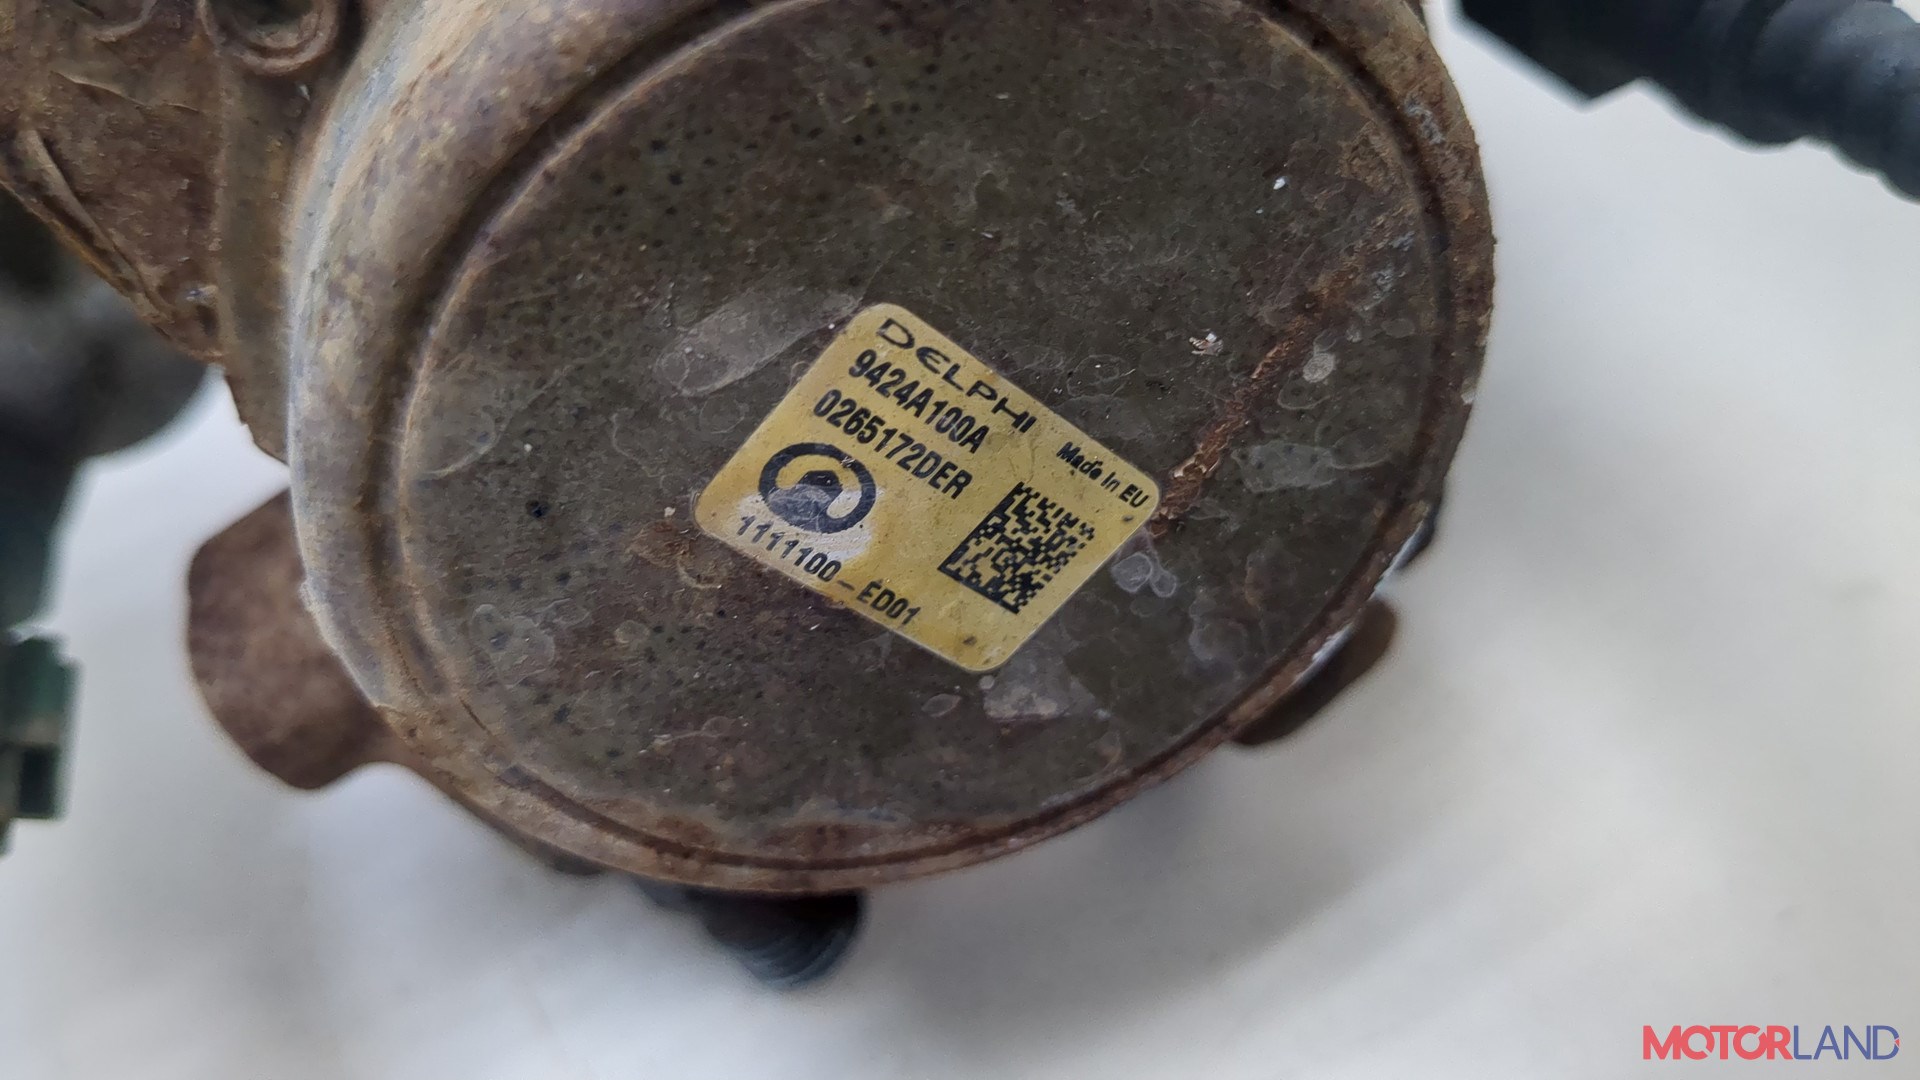 DELPHI
9424A100A
0265172DER
Made In EU
1111100-ED01
MOTORLAND